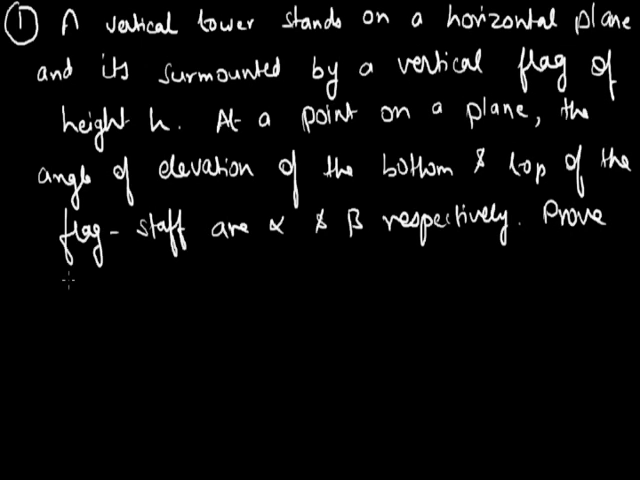 ① A vertical tower stands on a horizontal plane
and its surmounted by a vertical flag of
height h. At a point on a plane, the
angle of elevation of the bottom & top of the
flag - staff are α & β respectively. Prove